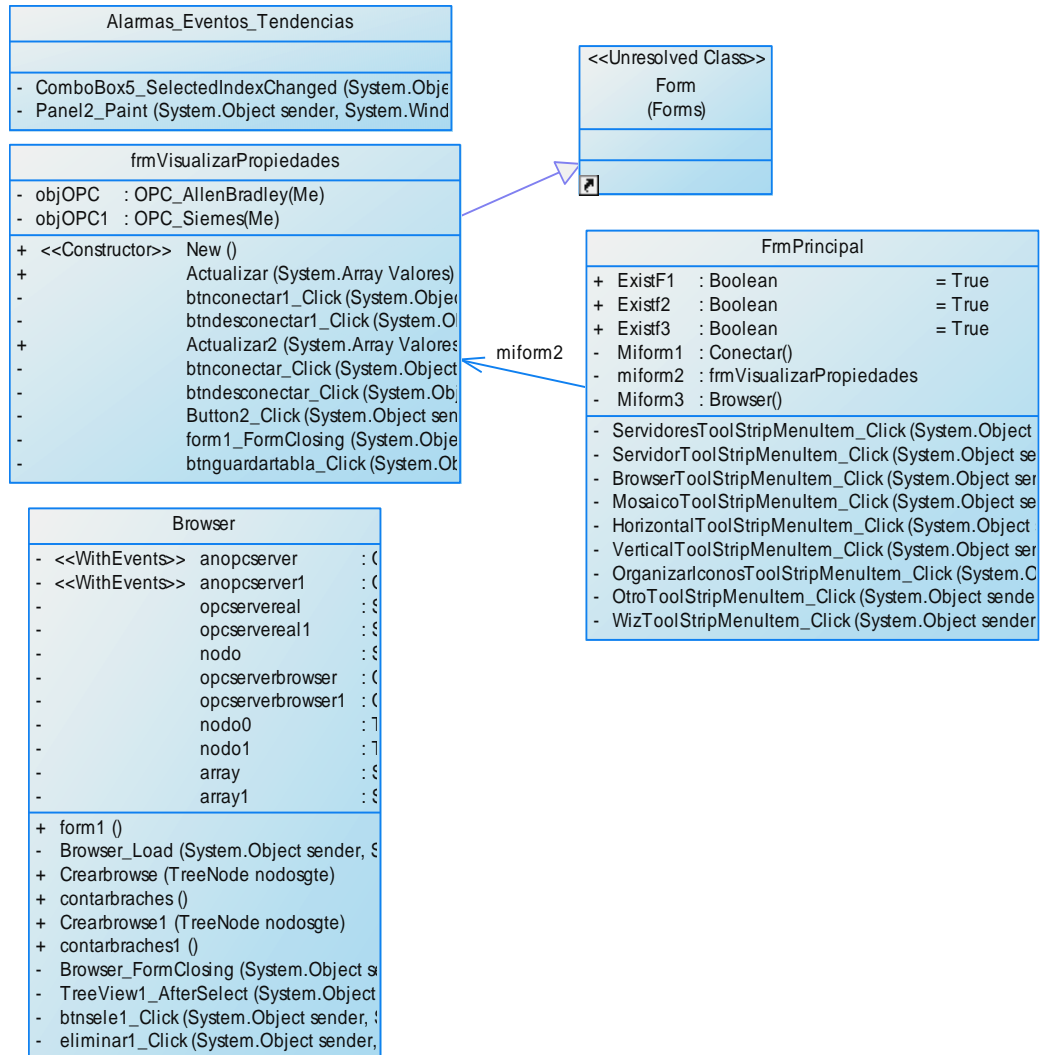 Alarmas_Eventos_Tendencias
- ComboBox5_SelectedIndexChanged (System.Obje
- Panel2_Paint (System.Object sender, System.Wind
<<Unresolved Class>>
Form
(Forms)
frmVisualizarPropiedades
- objOPC : OPC_AllenBradley(Me)
- objOPC1 : OPC_Siemes(Me)
+ <<Constructor>> New ()
+ Actualizar (System.Array Valores)
- btnconectar1_Click (System.Objec
- btndesconectar1_Click (System.O
+ Actualizar2 (System.Array Valores
- btnconectar_Click (System.Object
- btndesconectar_Click (System.Obj
- Button2_Click (System.Object sen
- form1_FormClosing (System.Obje
- btnguardartabla_Click (System.Ob
miform2
FrmPrincipal
+ ExistF1 : Boolean = True
+ Existf2 : Boolean = True
+ Existf3 : Boolean = True
- Miform1 : Conectar()
- miform2 : frmVisualizarPropiedades
- Miform3 : Browser()
- ServidoresToolStripMenuItem_Click (System.Object
- ServidorToolStripMenuItem_Click (System.Object se
- BrowserToolStripMenuItem_Click (System.Object ser
- MosaicoToolStripMenuItem_Click (System.Object se
- HorizontalToolStripMenuItem_Click (System.Object
- VerticalToolStripMenuItem_Click (System.Object ser
- OrganizarIconosToolStripMenuItem_Click (System.O
- OtroToolStripMenuItem_Click (System.Object sende
- WizToolStripMenuItem_Click (System.Object sender
Browser
- <<WithEvents>> anopcserver : O
- <<WithEvents>> anopcserver1 : O
- opcservereal : S
- opcservereal1 : S
- nodo : S
- opcserverbrowser : O
- opcserverbrowser1 : O
- nodo0 : T
- nodo1 : T
- array : S
- array1 : S
+ form1 ()
- Browser_Load (System.Object sender, S
+ Crearbrowse (TreeNode nodosgte)
+ contarbraches ()
+ Crearbrowse1 (TreeNode nodosgte)
+ contarbraches1 ()
- Browser_FormClosing (System.Object se
- TreeView1_AfterSelect (System.Object
- btnsele1_Click (System.Object sender, S
- eliminar1_Click (System.Object sender,